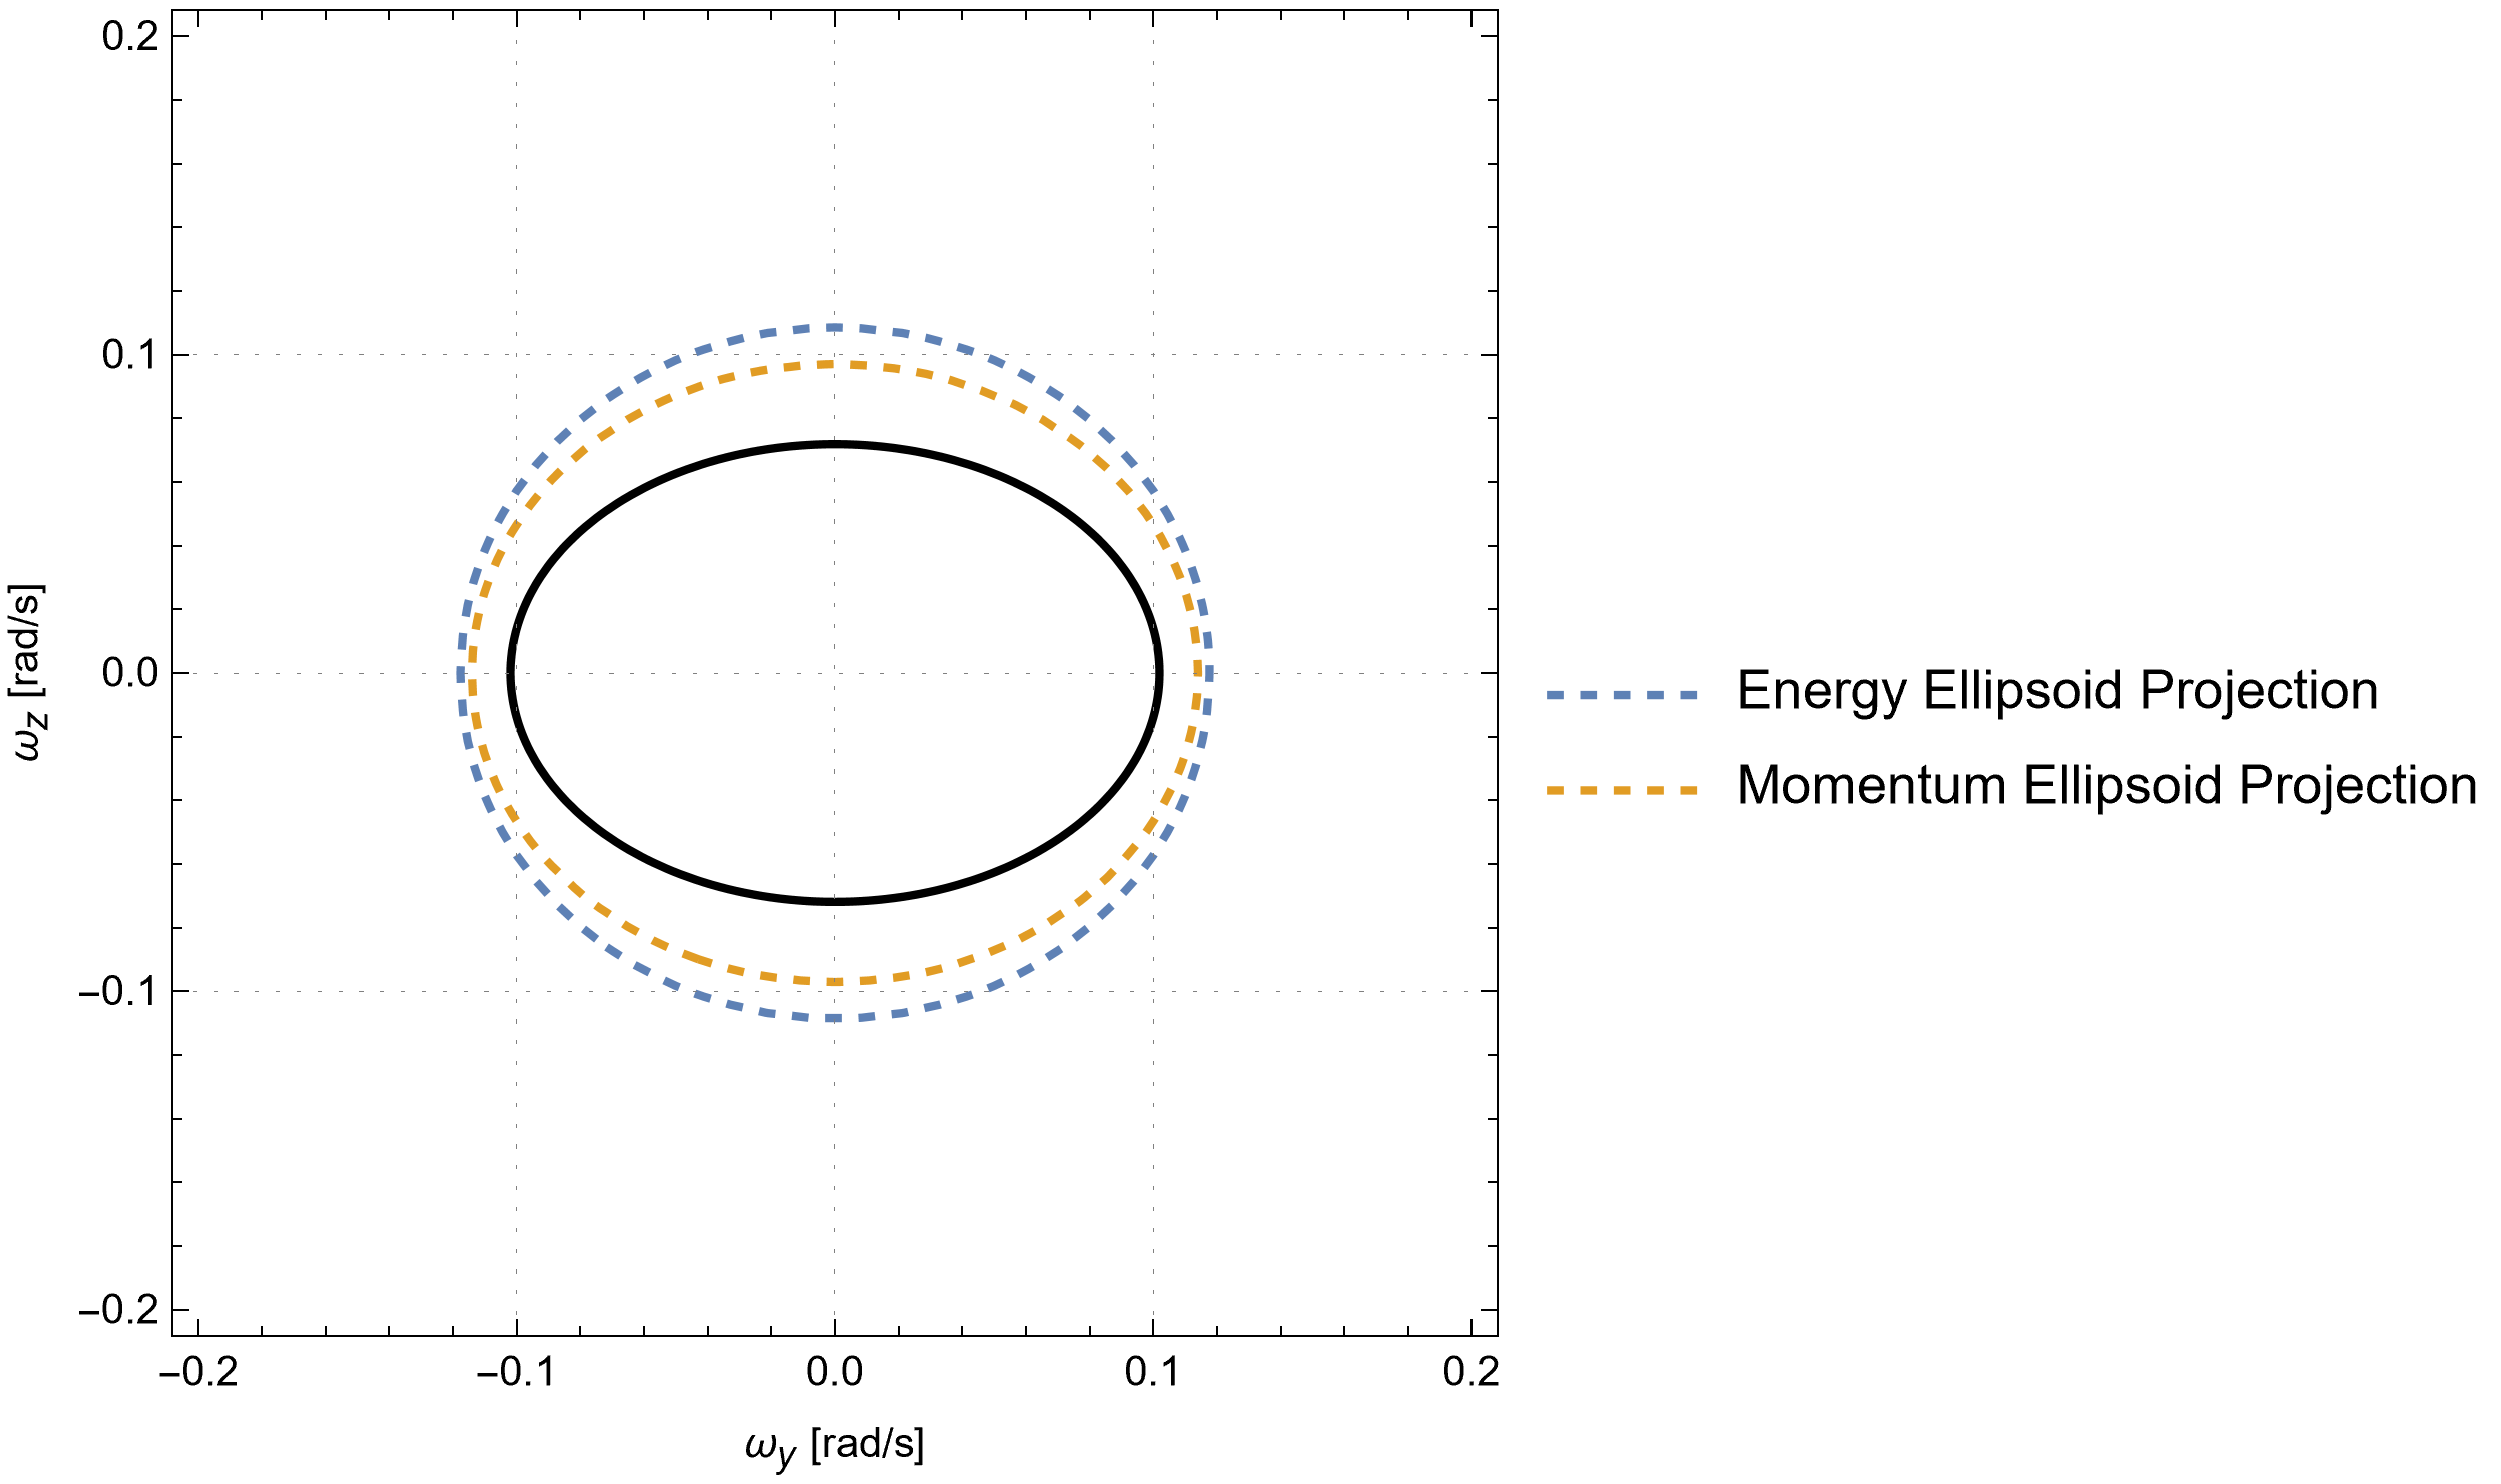 0.2
0.1
0.0
−0.1
−0.2
ωz [rad/s]
−0.2 −0.1 0.0 0.1 0.2
ωy [rad/s]
Energy Ellipsoid Projection
Momentum Ellipsoid Projection